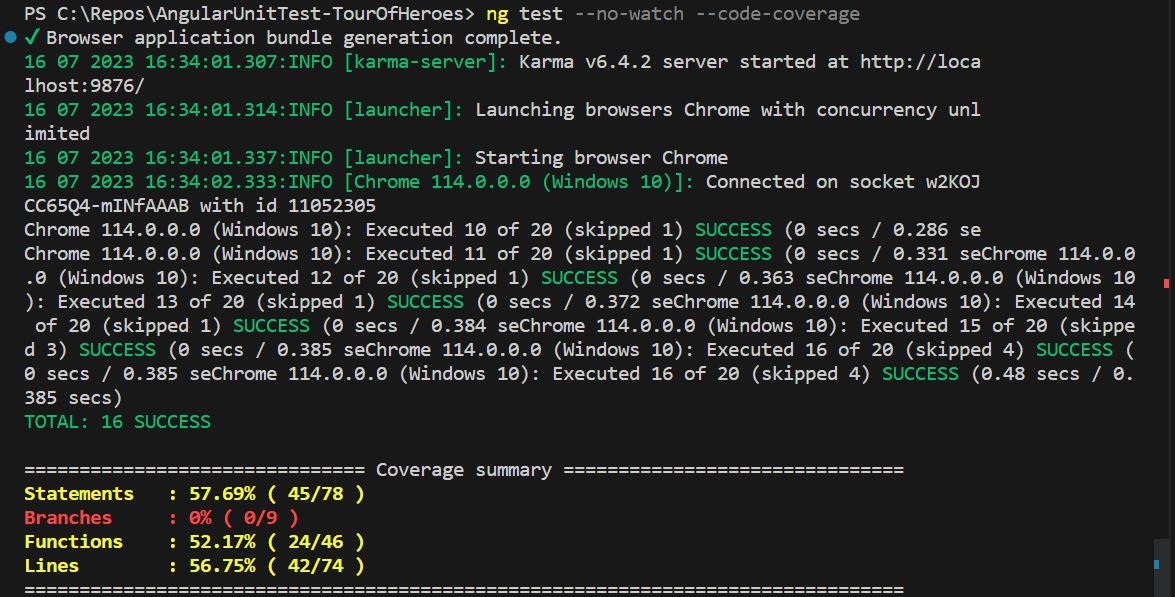 PS C:\Repos\AngularUnitTest-TourOfHeroes> ng test --no-watch --code-coverage
✓ Browser application bundle generation complete.
16 07 2023 16:34:01.307:INFO [karma-server]: Karma v6.4.2 server started at http://loca
lhost:9876/
16 07 2023 16:34:01.314:INFO [launcher]: Launching browsers Chrome with concurrency unl
imited
16 07 2023 16:34:01.337:INFO [launcher]: Starting browser Chrome
16 07 2023 16:34:02.333:INFO [Chrome 114.0.0.0 (Windows 10)]: Connected on socket w2KOJ
CC65Q4-mINfAAAB with id 11052305
Chrome 114.0.0.0 (Windows 10): Executed 10 of 20 (skipped 1) SUCCESS (0 secs / 0.286 se
Chrome 114.0.0.0 (Windows 10): Executed 11 of 20 (skipped 1) SUCCESS (0 secs / 0.331 seChrome 114.0.0
.0 (Windows 10): Executed 12 of 20 (skipped 1) SUCCESS (0 secs / 0.363 seChrome 114.0.0.0 (Windows 10
): Executed 13 of 20 (skipped 1) SUCCESS (0 secs / 0.372 seChrome 114.0.0.0 (Windows 10): Executed 14
 of 20 (skipped 1) SUCCESS (0 secs / 0.384 seChrome 114.0.0.0 (Windows 10): Executed 15 of 20 (skippe
d 3) SUCCESS (0 secs / 0.385 seChrome 114.0.0.0 (Windows 10): Executed 16 of 20 (skipped 4) SUCCESS (
0 secs / 0.385 seChrome 114.0.0.0 (Windows 10): Executed 16 of 20 (skipped 4) SUCCESS (0.48 secs / 0.
385 secs)
TOTAL: 16 SUCCESS
=============================== Coverage summary ===============================
Statements   : 57.69% ( 45/78 )
Branches     : 0% ( 0/9 )
Functions    : 52.17% ( 24/46 )
Lines        : 56.75% ( 42/74 )
================================================================================